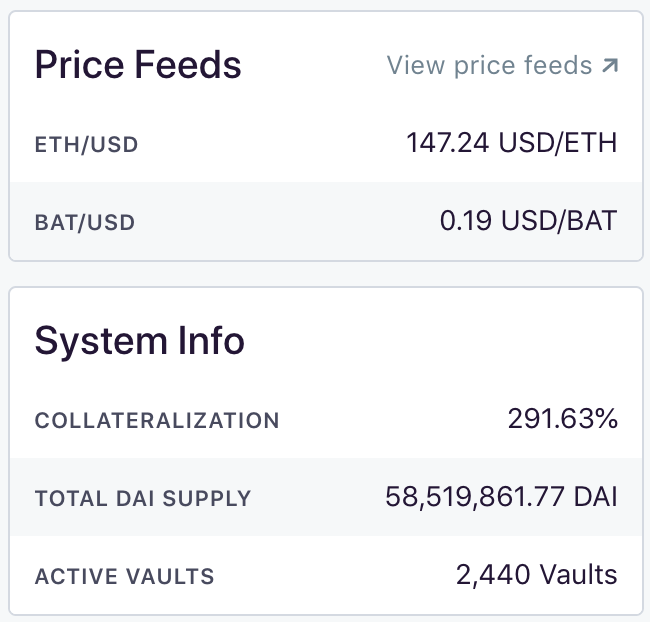 Price Feeds View price feeds ↗
ETH/USD 147.24 USD/ETH
BAT/USD 0.19 USD/BAT
System Info
COLLATERALIZATION 291.63%
TOTAL DAI SUPPLY 58,519,861.77 DAI
ACTIVE VAULTS 2,440 Vaults